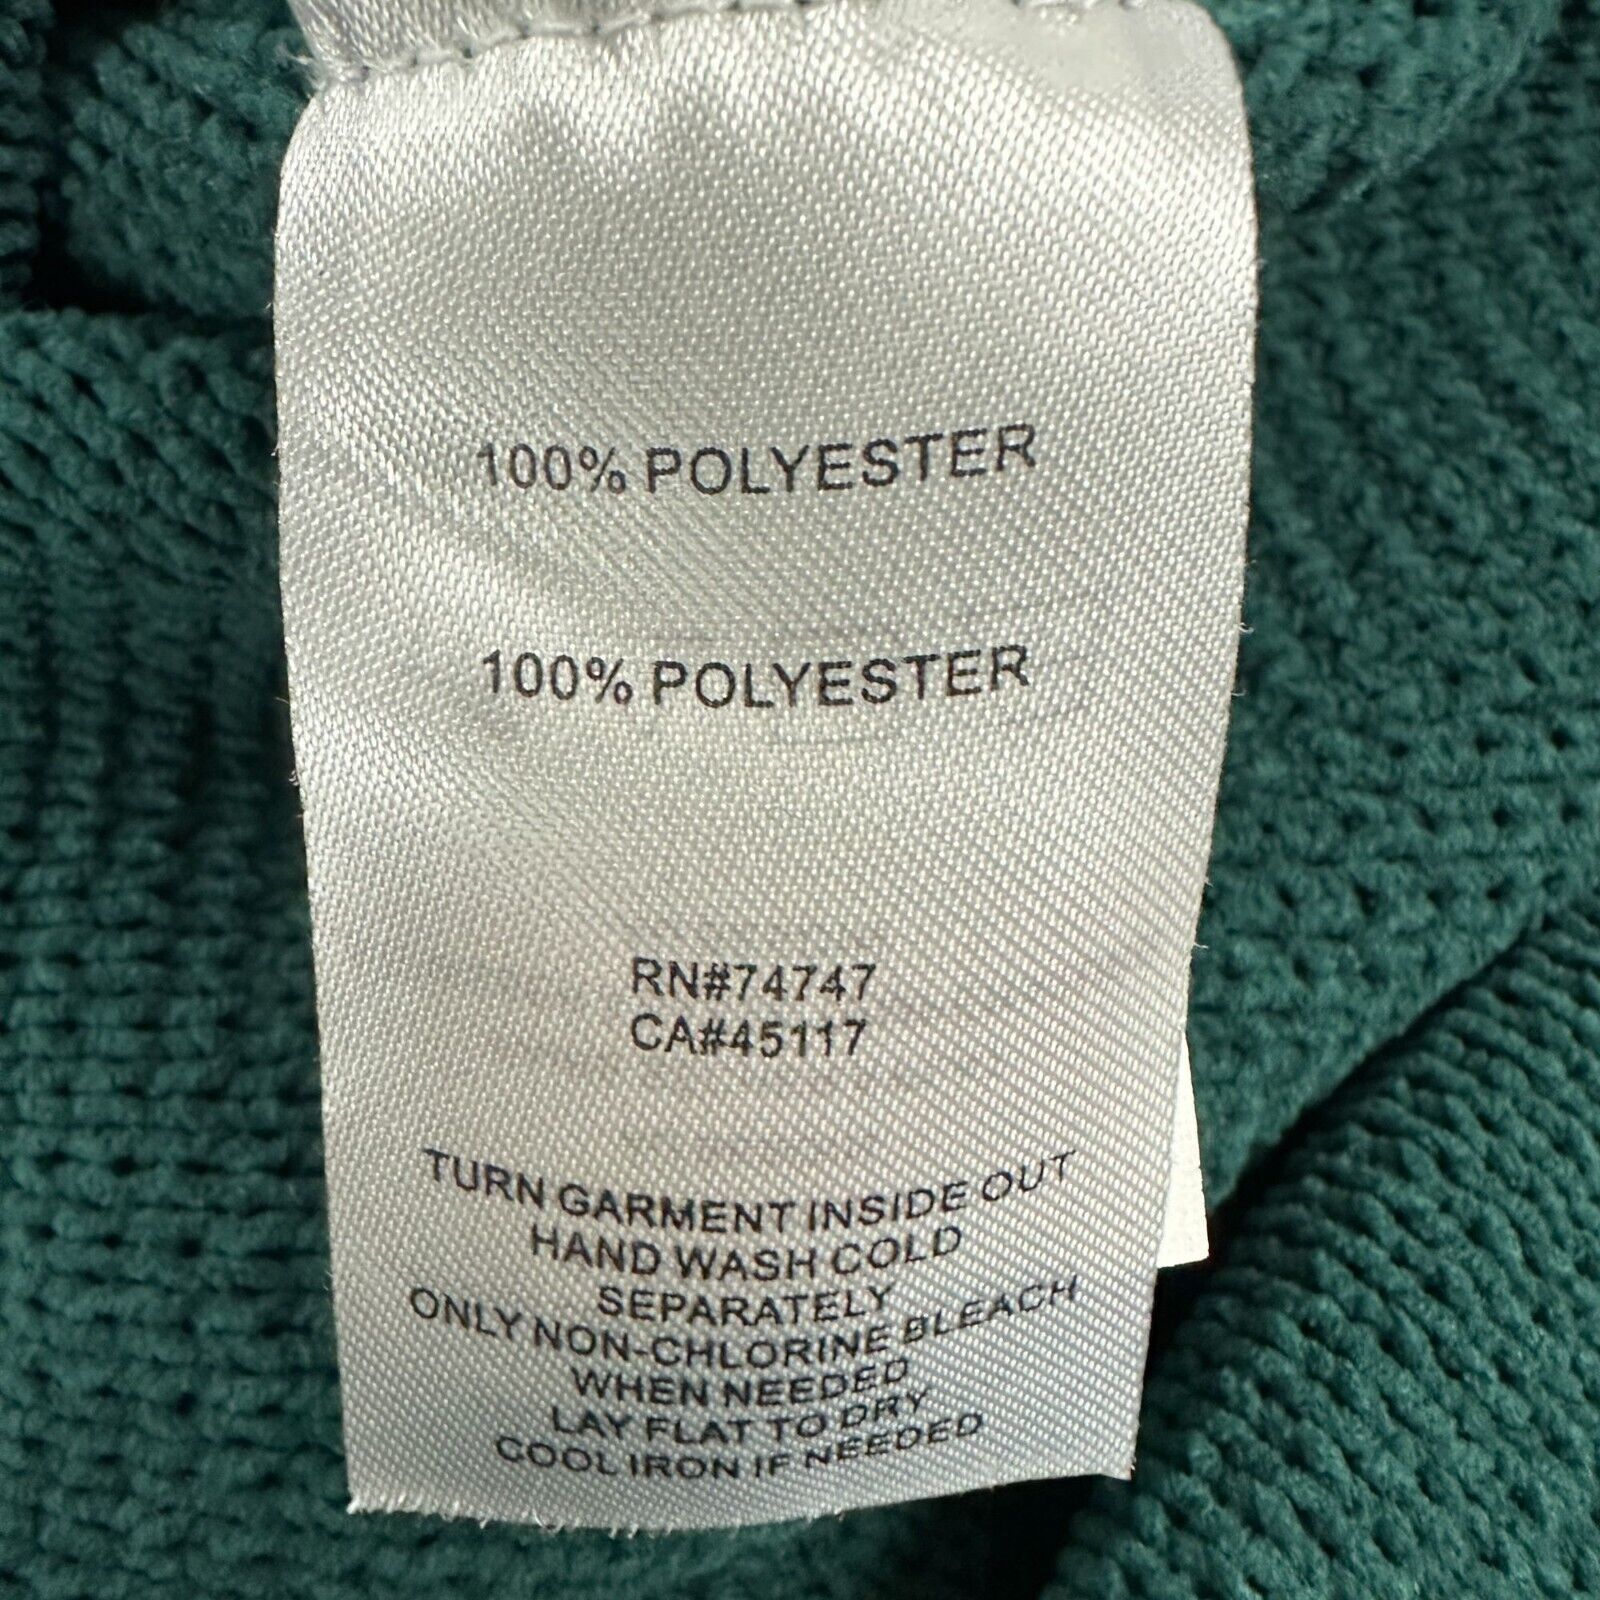 100% POLYESTER
100% POLYESTER
RN#74747
CA#45117
TURN GARMENT INSIDE OUT
HAND WASH COLD
SEPARATELY
ONLY NON-CHLORINE BLEACH
WHEN NEEDED
LAY FLAT TO DRY
COOL IRON IF NEEDED